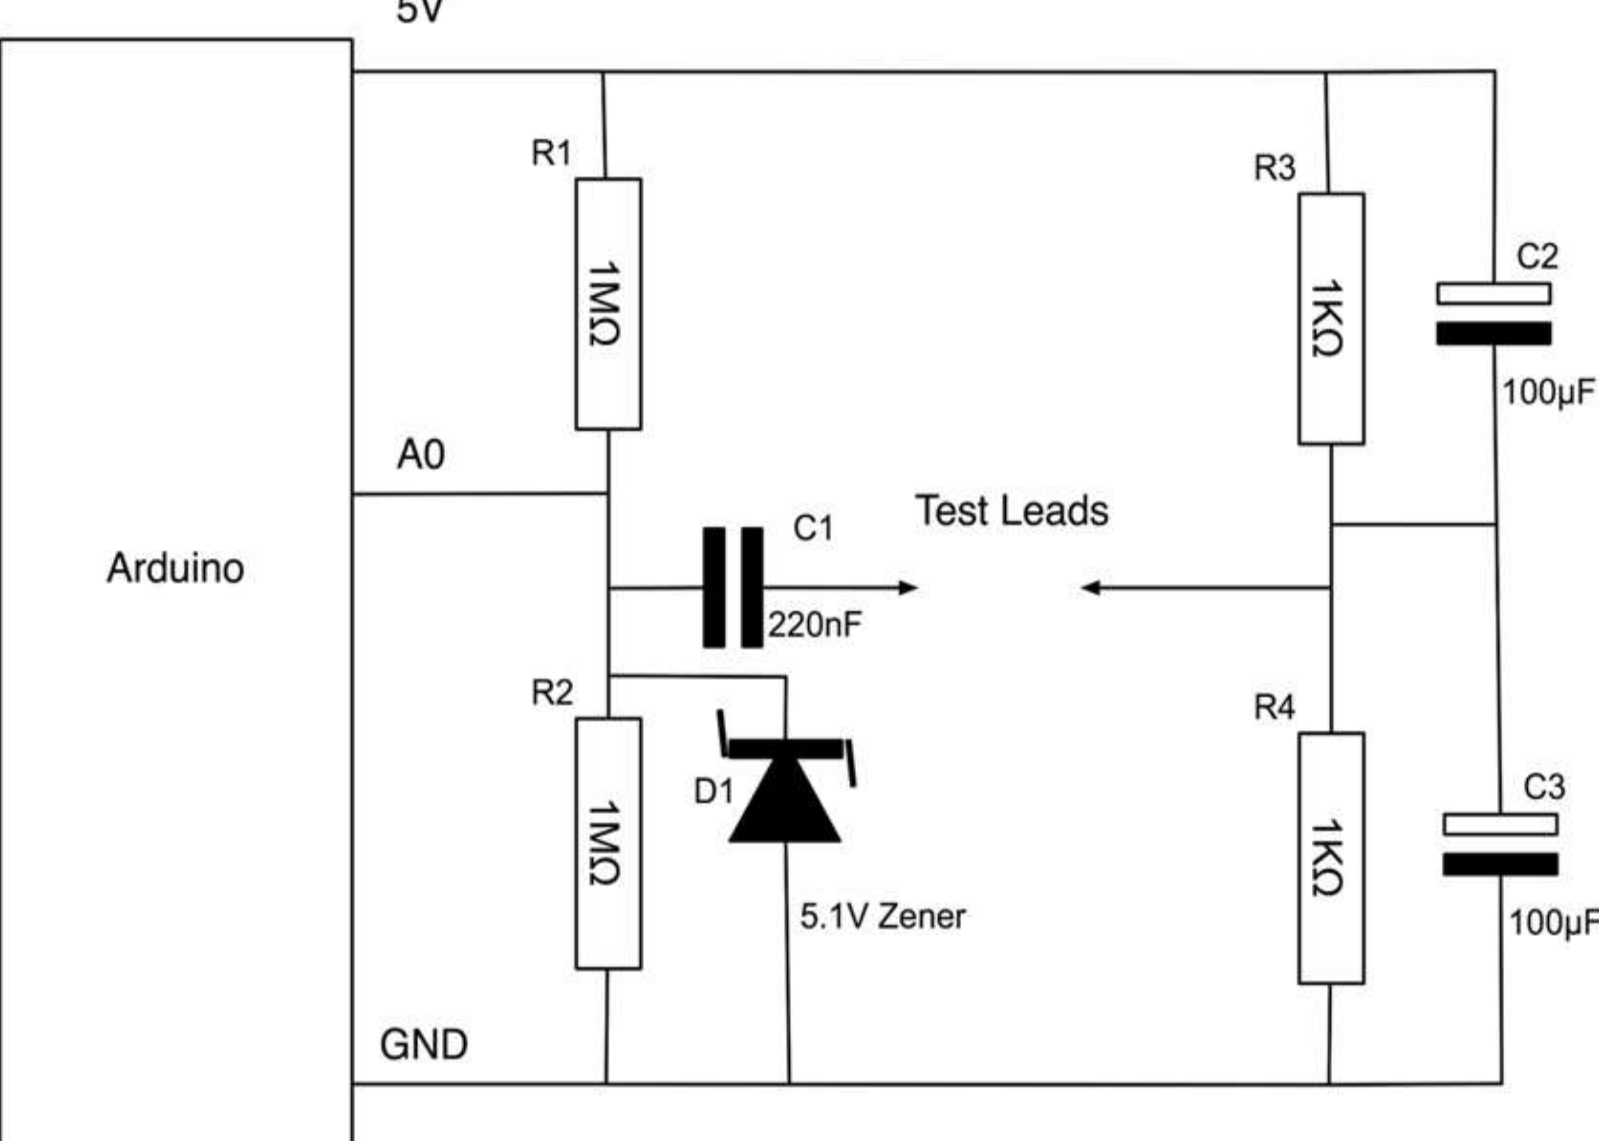 5V
R1
R3
1MΩ
1KΩ
C2
100µF
A0
Test Leads
C1
Arduino
220nF
R2
R4
D1
C3
1MΩ
1KΩ
5.1V Zener
100µF
GND